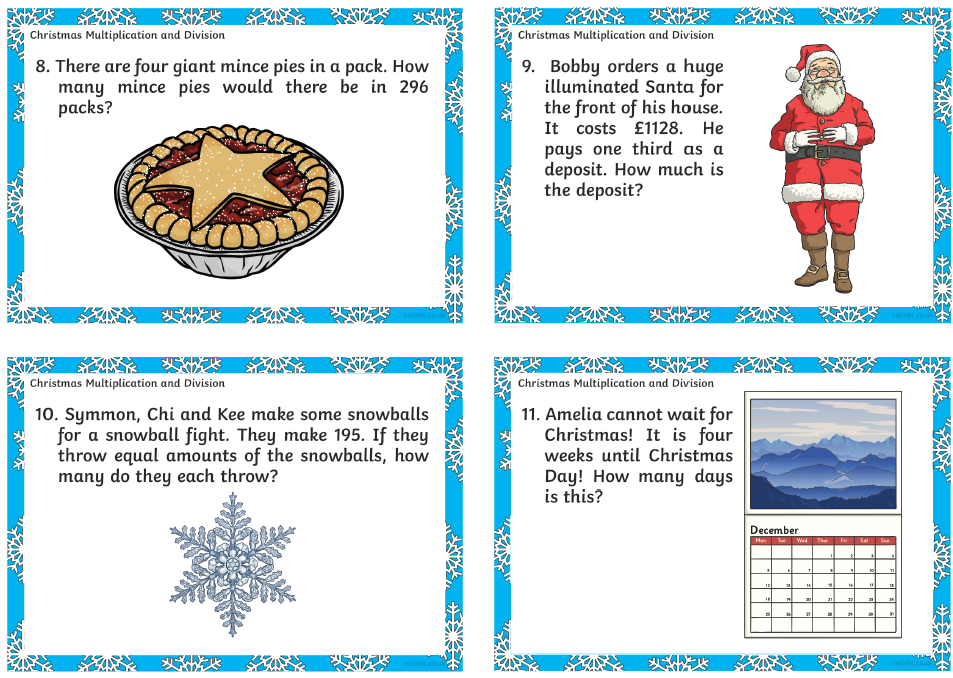 Christmas Multiplication and Division
8. There are four giant mince pies in a pack. How
many mince pies would there be in 296
packs?
twinkl.co.uk
Christmas Multiplication and Division
9. Bobby orders a huge
illuminated Santa for
the front of his house.
It costs £1128. He
pays one third as a
deposit. How much is
the deposit?
twinkl.co.uk
Christmas Multiplication and Division
10. Symmon, Chi and Kee make some snowballs
for a snowball fight. They make 195. If they
throw equal amounts of the snowballs, how
many do they each throw?
twinkl.co.uk
Christmas Multiplication and Division
11. Amelia cannot wait for
Christmas! It is four
weeks until Christmas
Day! How many days
is this?
December
Mon Tue Wed Thur Fri Sat Sun
1 2 3 4
5 6 7 8 9 10 11
12 13 14 15 16 17 18
18 19 20 21 22 23 24
25 26 27 28 29 30 31
twinkl.co.uk